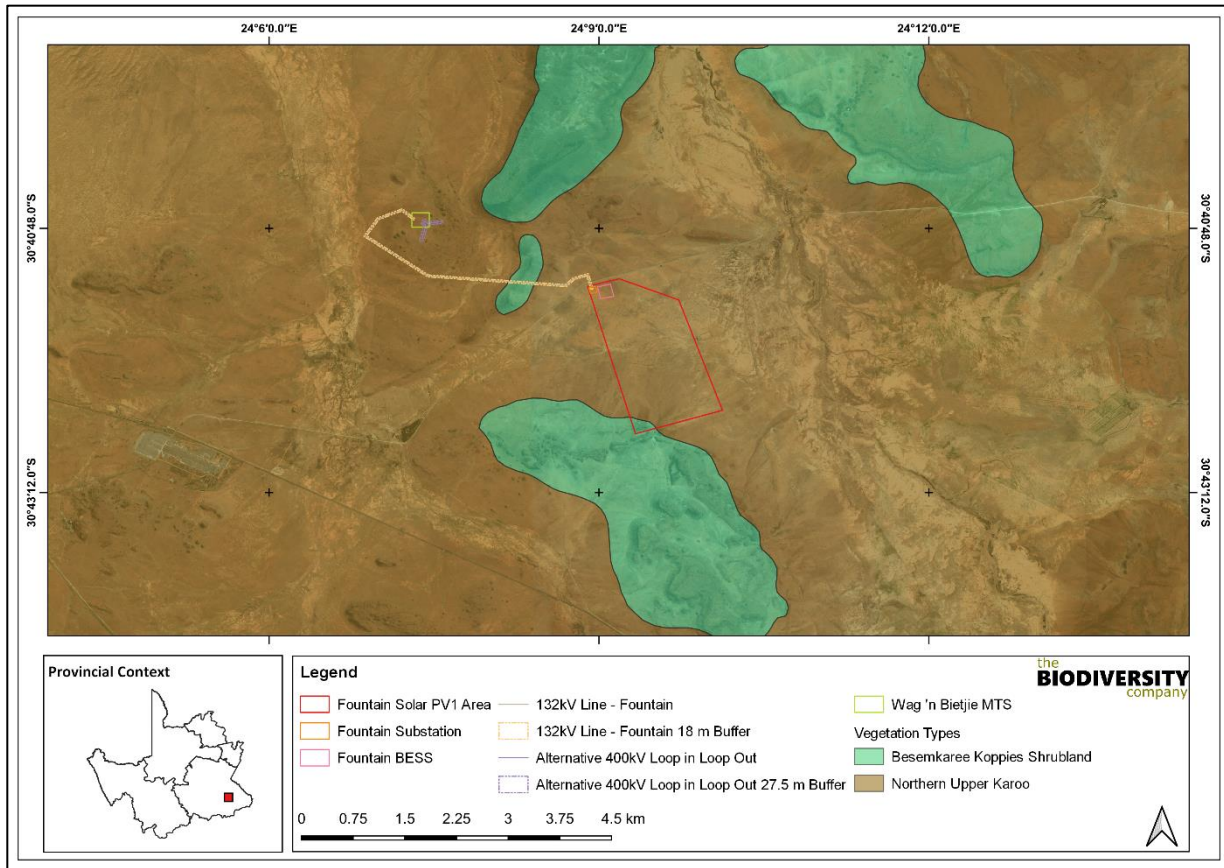 24°6'0.0"E
24°9'0.0"E
24°12'0.0"E
30°40'48.0"S
30°40'48.0"S
30°43'12.0"S
30°43'12.0"S
Provincial Context
Legend
Fountain Solar PV1 Area
Fountain Substation
Fountain BESS
132kV Line - Fountain
132kV Line - Fountain 18 m Buffer
Alternative 400kV Loop in Loop Out
Alternative 400kV Loop in Loop Out 27.5 m Buffer
Wag 'n Bietjie MTS
Vegetation Types
Besemkaree Koppies Shrubland
Northern Upper Karoo
0 0.75 1.5 2.25 3 3.75 4.5 km
the
BIODIVERSITY
company